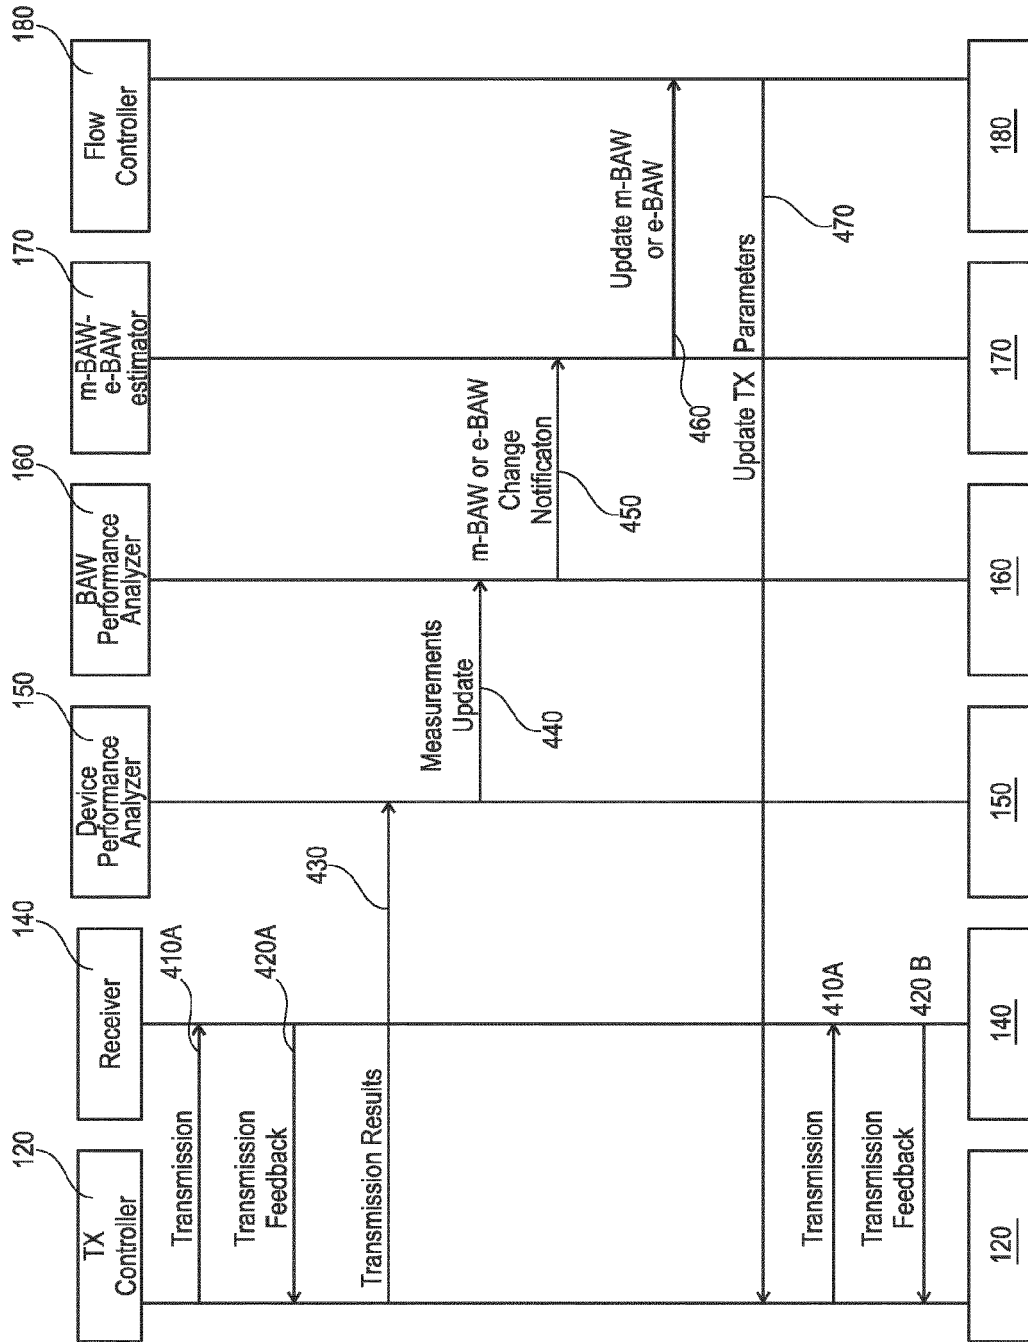 120
TX
Controller
140
Receiver
150
Device
Performance
Analyzer
160
BAW
Performance
Analyzer
170
m-BAW-
e-BAW
estimator
180
Flow
Controller
Transmission
410A
Transmission
Feedback
420A
Transmission Results
430
Measurements
Update
440
m-BAW or e-BAW
Change
Notificaton
450
Update m-BAW
or e-BAW
460
Update TX Parameters
470
Transmission
410A
Transmission
Feedback
420 B
120
140
150
160
170
180